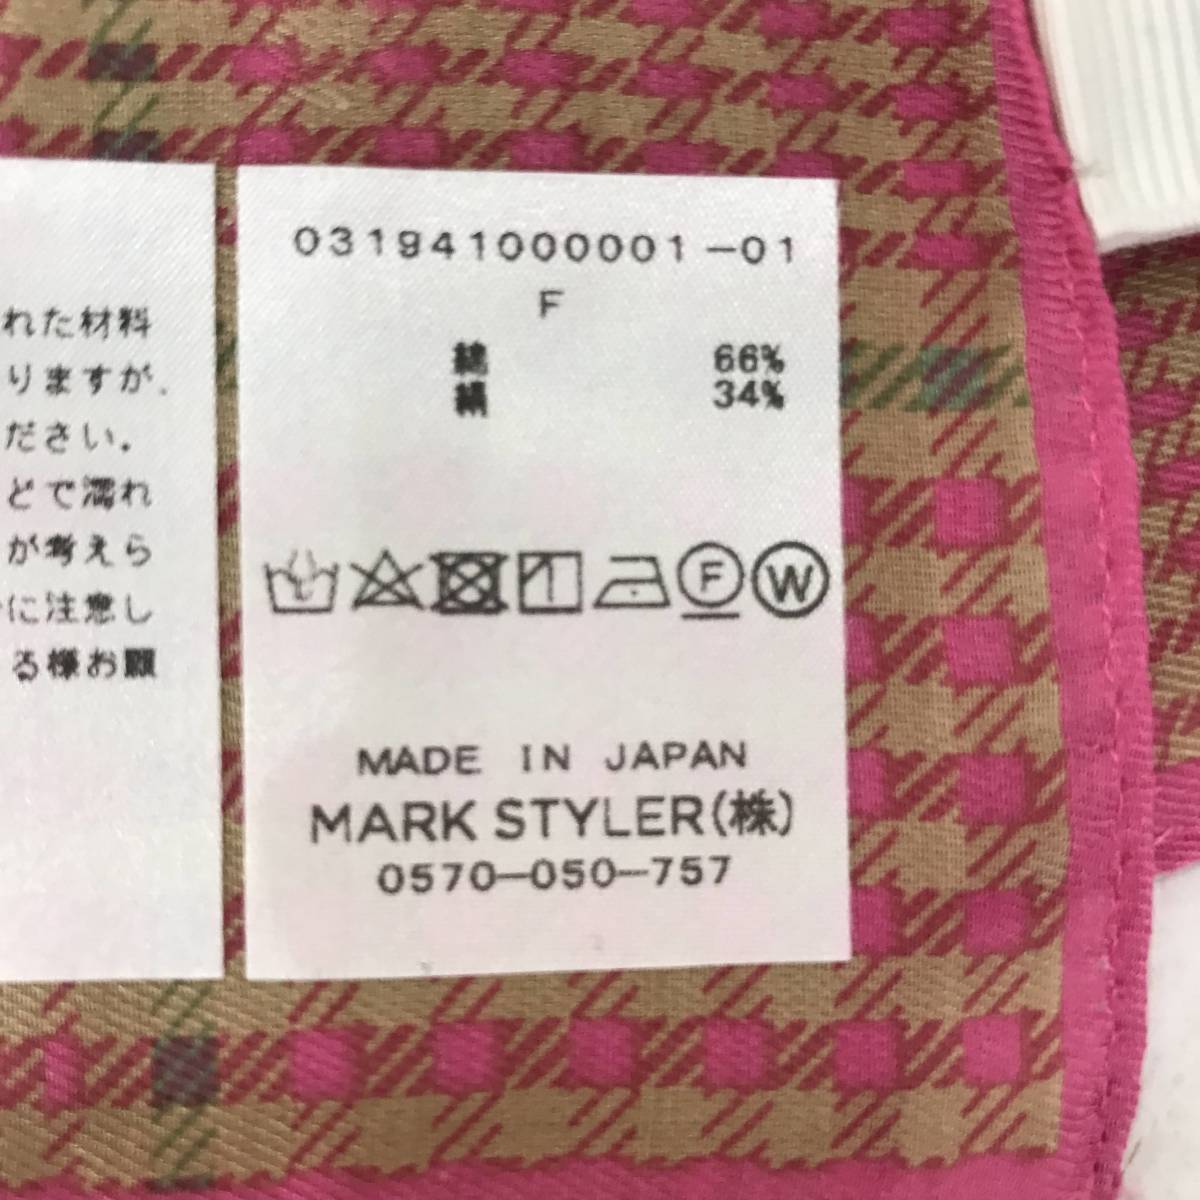 れた材料
りますが、
ださい。
どで濡れ
が考えら
に注意し
る様お願
031941000001-01
F
綿 66%
絹 34%
F W
MADE IN JAPAN
MARK STYLER(株)
0570-050-757